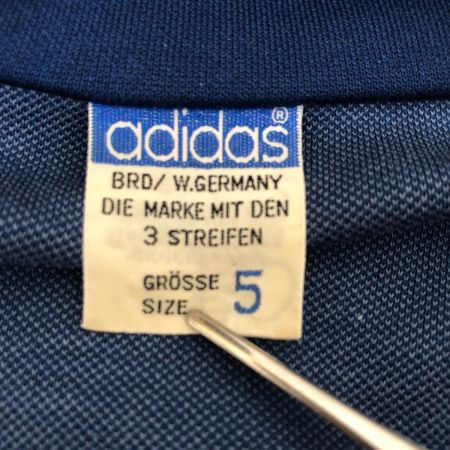 adidas®
BRD/ W.GERMANY
DIE MARKE MIT DEN
3 STREIFEN
GRÖSSE 5
SIZE